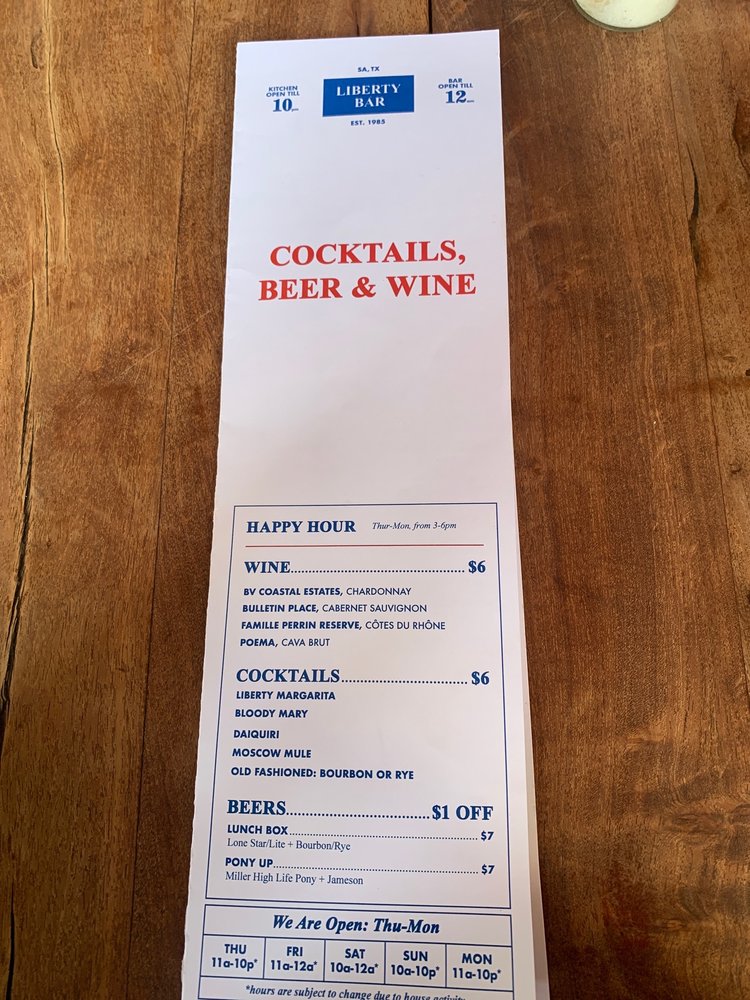 SA, TX
KITCHEN
OPEN TILL
10pm
LIBERTY
BAR
BAR
OPEN TILL
12am
EST. 1985
COCKTAILS,
BEER & WINE
HAPPY HOUR Thur-Mon, from 3-6pm
WINE.......................................... $6
BV COASTAL ESTATES, CHARDONNAY
BULLETIN PLACE, CABERNET SAUVIGNON
FAMILLE PERRIN RESERVE, CÔTES DU RHÔNE
POEMA, CAVA BRUT
COCKTAILS.............................. $6
LIBERTY MARGARITA
BLOODY MARY
DAIQUIRI
MOSCOW MULE
OLD FASHIONED: BOURBON OR RYE
BEERS.................................$1 OFF
LUNCH BOX.................................................. $7
Lone Star/Lite + Bourbon/Rye
PONY UP...................................................... $7
Miller High Life Pony + Jameson
We Are Open: Thu-Mon
THU FRI SAT SUN MON
11a-10p* 11a-12a* 10a-12a* 10a-10p* 11a-10p*
*hours are subject to change due to house activity